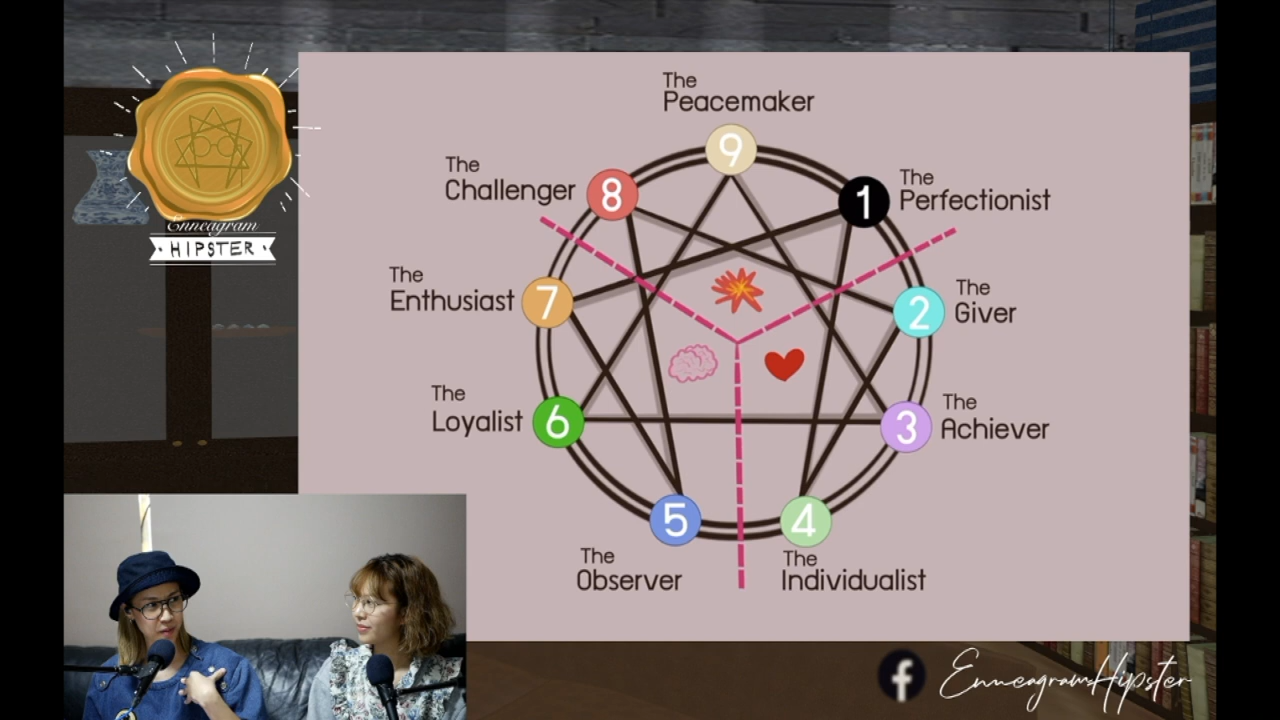 The
Peacemaker
9
The
Challenger
8
1
The
Perfectionist
Enneagram
HIPSTER
The
Enthusiast
7
2
The
Giver
The
Loyalist
6
3
The
Achiever
5
4
The
Observer
The
Individualist
f
EnneagramHipster